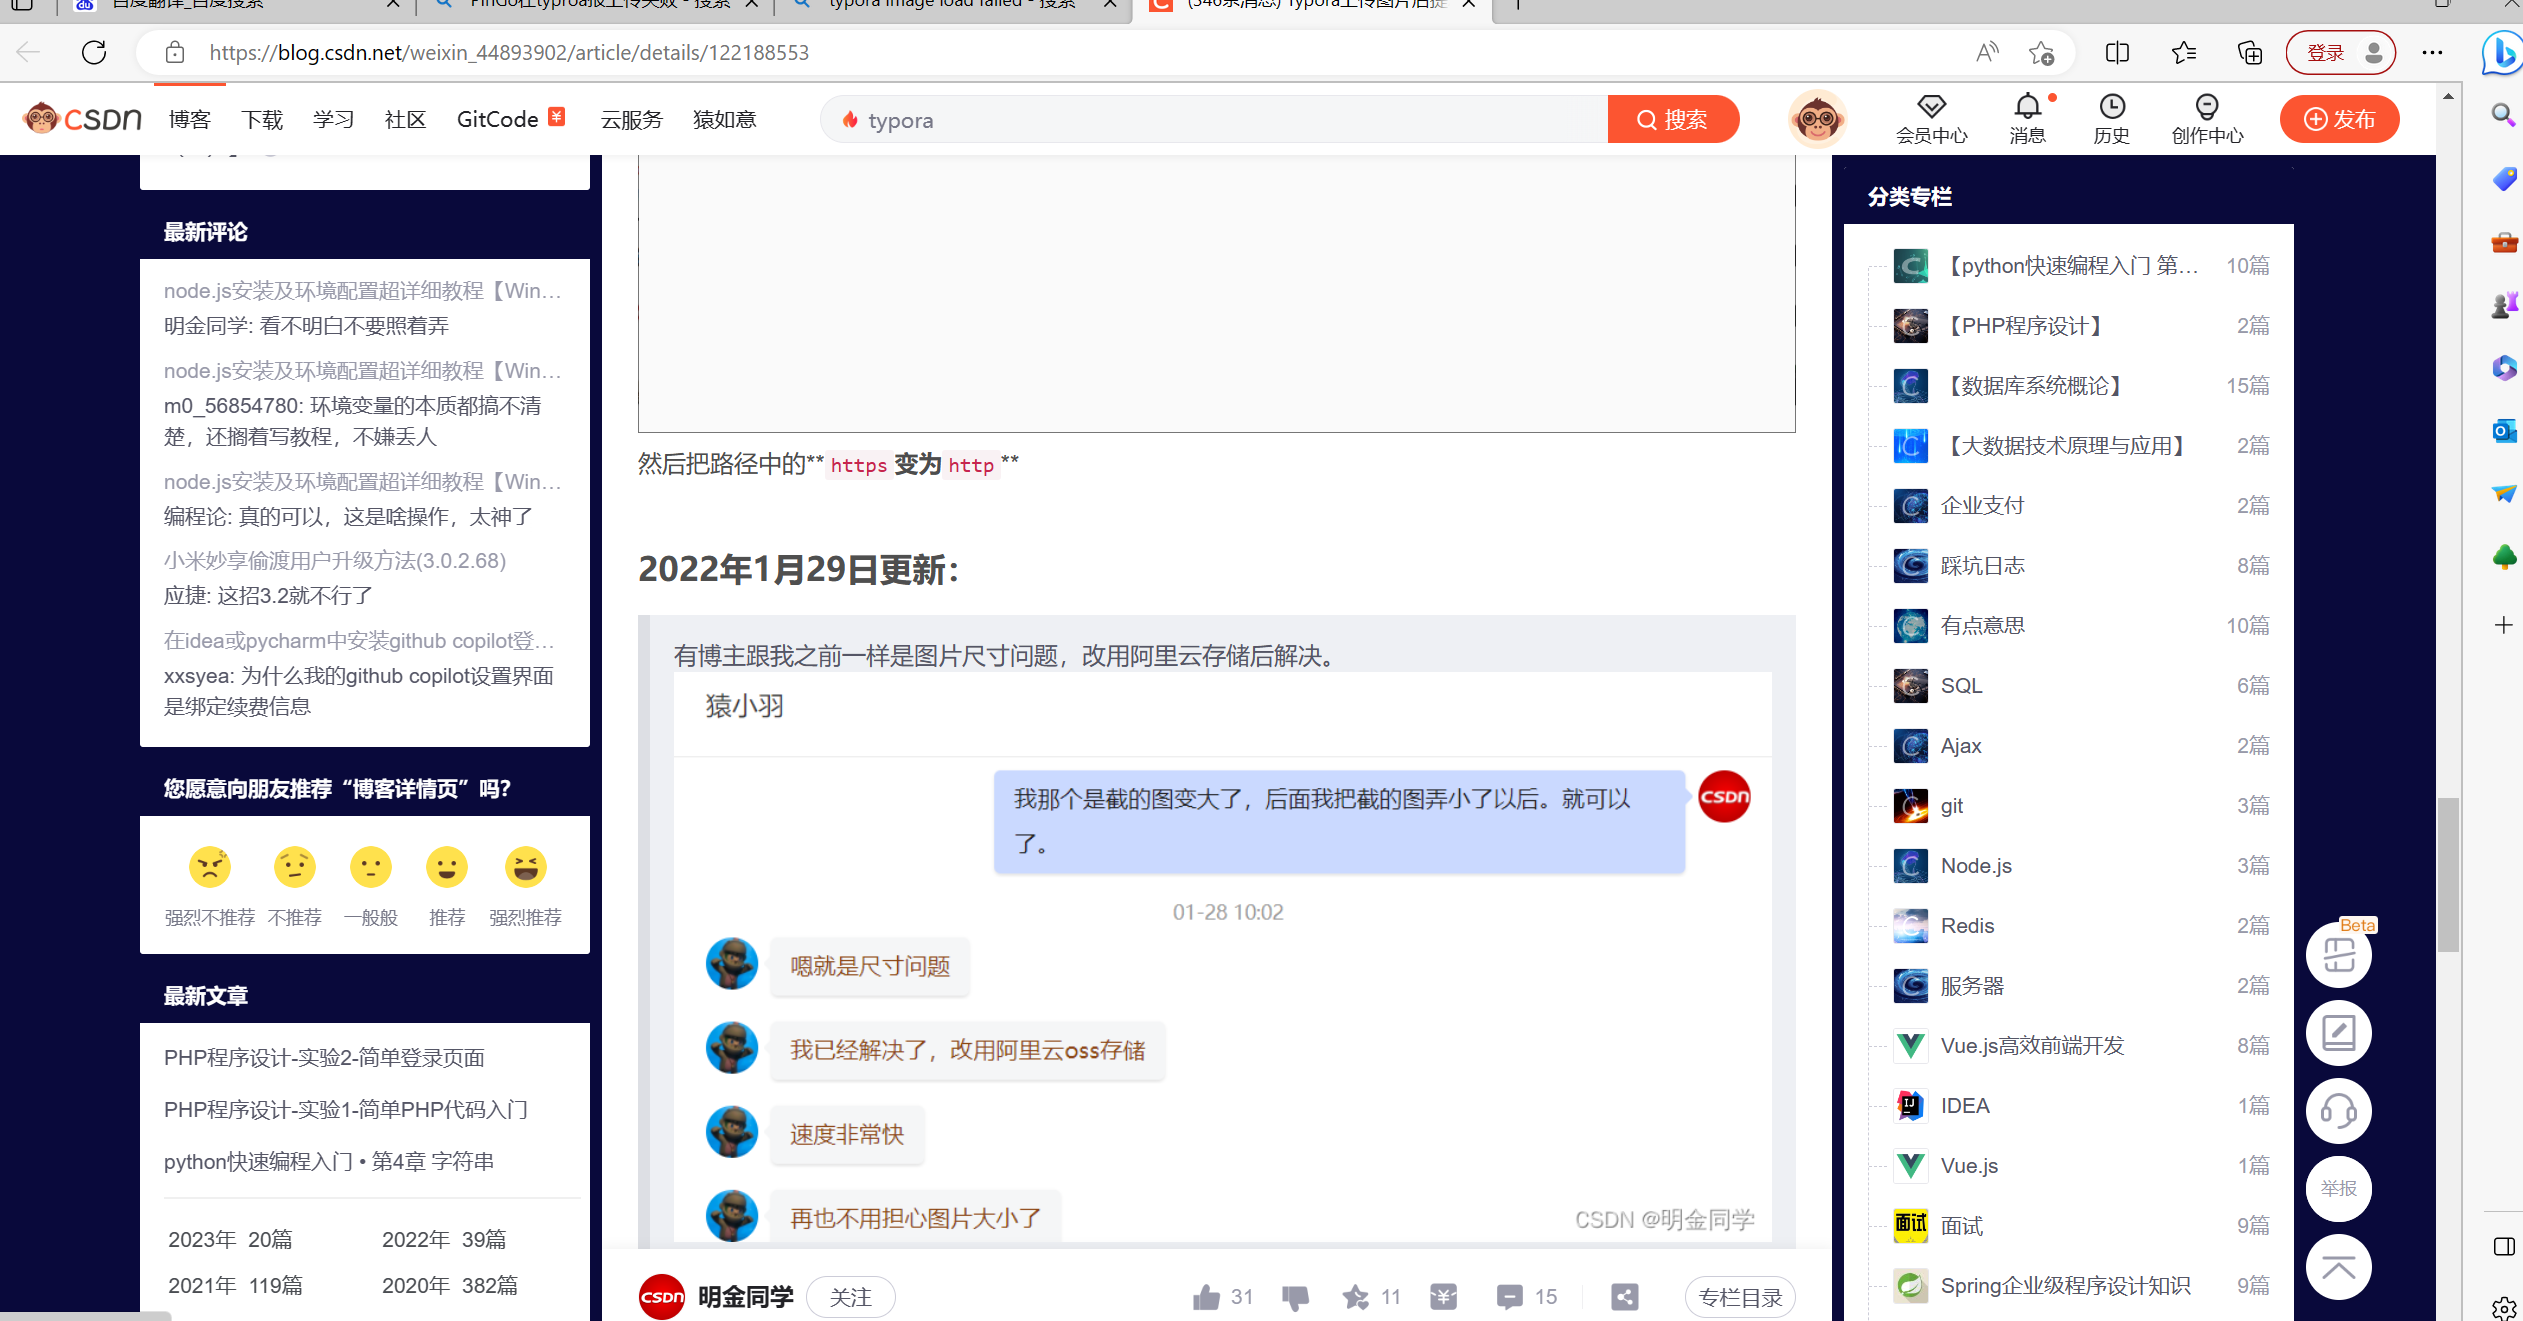 百度翻译_百度搜索
PinGo在typroa报上传失败 - 搜索
typora image load failed - 搜索
(346条消息) Typora上传图片后提
https://blog.csdn.net/weixin_44893902/article/details/122188553
登录
CSDN
博客
下载
学习
社区
GitCode
云服务
猿如意
typora
搜索
会员中心
消息
历史
创作中心
发布
最新评论
node.js安装及环境配置超详细教程【Win…
明金同学: 看不明白不要照着弄
node.js安装及环境配置超详细教程【Win…
m0_56854780: 环境变量的本质都搞不清
楚，还搁着写教程，不嫌丢人
node.js安装及环境配置超详细教程【Win…
编程论: 真的可以，这是啥操作，太神了
小米妙享偷渡用户升级方法(3.0.2.68)
应捷: 这招3.2就不行了
在idea或pycharm中安装github copilot登…
xxsyea: 为什么我的github copilot设置界面
是绑定续费信息
您愿意向朋友推荐“博客详情页”吗？
强烈不推荐
不推荐
一般般
推荐
强烈推荐
最新文章
PHP程序设计-实验2-简单登录页面
PHP程序设计-实验1-简单PHP代码入门
python快速编程入门 • 第4章 字符串
2023年 20篇
2022年 39篇
2021年 119篇
2020年 382篇
然后把路径中的**https变为http**
2022年1月29日更新：
有博主跟我之前一样是图片尺寸问题，改用阿里云存储后解决。
猿小羽
我那个是截的图变大了，后面我把截的图弄小了以后。就可以
了。
CSDN
01-28 10:02
嗯就是尺寸问题
我已经解决了，改用阿里云oss存储
速度非常快
再也不用担心图片大小了
CSDN @明金同学
CSDN
明金同学
关注
31
11
15
专栏目录
分类专栏
【python快速编程入门 第… 10篇
【PHP程序设计】 2篇
【数据库系统概论】 15篇
【大数据技术原理与应用】 2篇
企业支付 2篇
踩坑日志 8篇
有点意思 10篇
SQL 6篇
Ajax 2篇
git 3篇
Node.js 3篇
Redis 2篇
服务器 2篇
Vue.js高效前端开发 8篇
IDEA 1篇
Vue.js 1篇
面试 面试 9篇
Spring企业级程序设计知识 9篇
Beta
举报